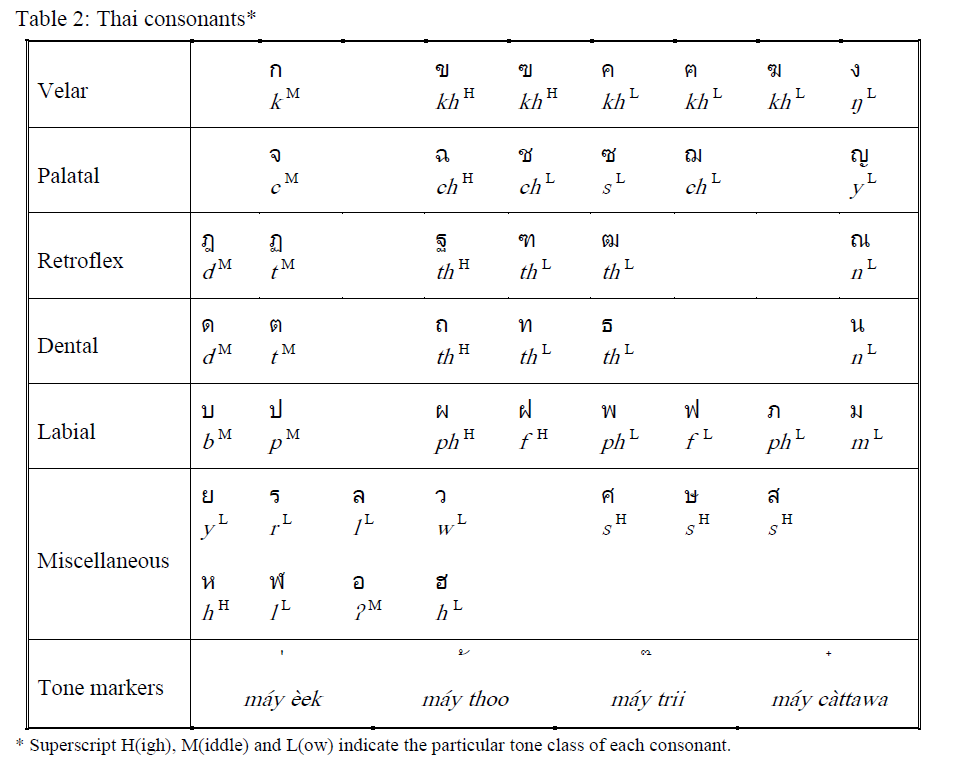 Table 2: Thai consonants*
ก ข ฃ ค ฅ ฆ ง
Velar
k M kh H kh H kh L kh L kh L ŋ L
จ ฉ ช ซ ฌ ญ
Palatal
c M ch H ch L s L ch L y L
ฎ ฏ ฐ ฑ ฒ ณ
Retroflex
d M t M th H th L th L n L
ด ต ถ ท ธ น
Dental
d M t M th H th L th L n L
บ ป ผ ฝ พ ฟ ภ ม
Labial
b M p M ph H f H ph L f L ph L m L
ย ร ล ว ศ ษ ส
y L r L l L w L s H s H s H
Miscellaneous
ห ฬ อ ฮ
h H l L ʔ M h L
่ ้ ๊ ๋
Tone markers
máy èek máy thoo máy trii máy càttawa
* Superscript H(igh), M(iddle) and L(ow) indicate the particular tone class of each consonant.